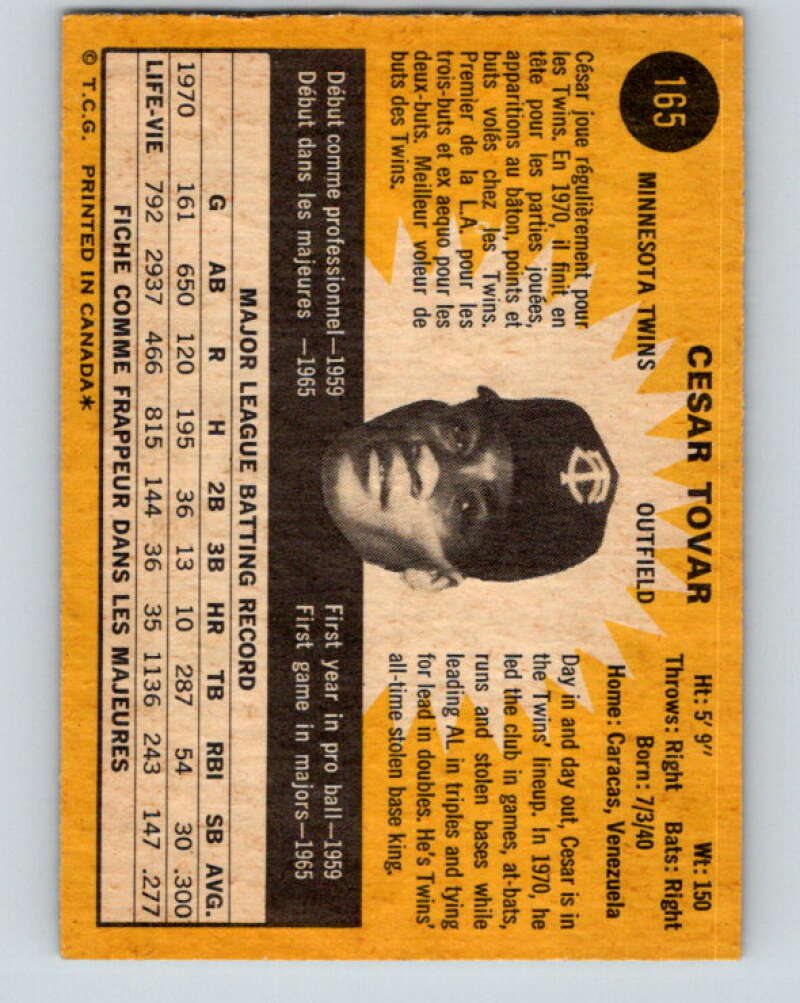 165
CESAR TOVAR
MINNESOTA TWINS
OUTFIELD
Ht: 5' 9" Wt: 150
Throws: Right Bats: Right
Born: 7/3/40
Home: Caracas, Venezuela
César joue régulièrement pour
les Twins. En 1970, il finit en
tête pour les parties jouées,
apparitions au bâton, points et
buts volés chez les Twins.
Premier de la L.A. pour les
trois-buts et ex aequo pour les
deux-buts. Meilleur voleur de
buts des Twins.
TC
Day in and day out, Cesar is in
the Twins' lineup. In 1970, he
led the club in games, at-bats,
runs and stolen bases while
leading AL in triples and tying
for lead in doubles. He's Twins'
all-time stolen base king.
Début comme professionnel—1959
Début dans les majeures —1965
First year in pro ball—1959
First game in majors—1965
MAJOR LEAGUE BATTING RECORD
G AB R H 2B 3B HR TB RBI SB AVG.
1970 161 650 120 195 36 13 10 287 54 30 .300
LIFE-VIE 792 2937 466 815 144 36 35 1136 243 147 .277
FICHE COMME FRAPPEUR DANS LES MAJEURES
© T.C.G. PRINTED IN CANADA*